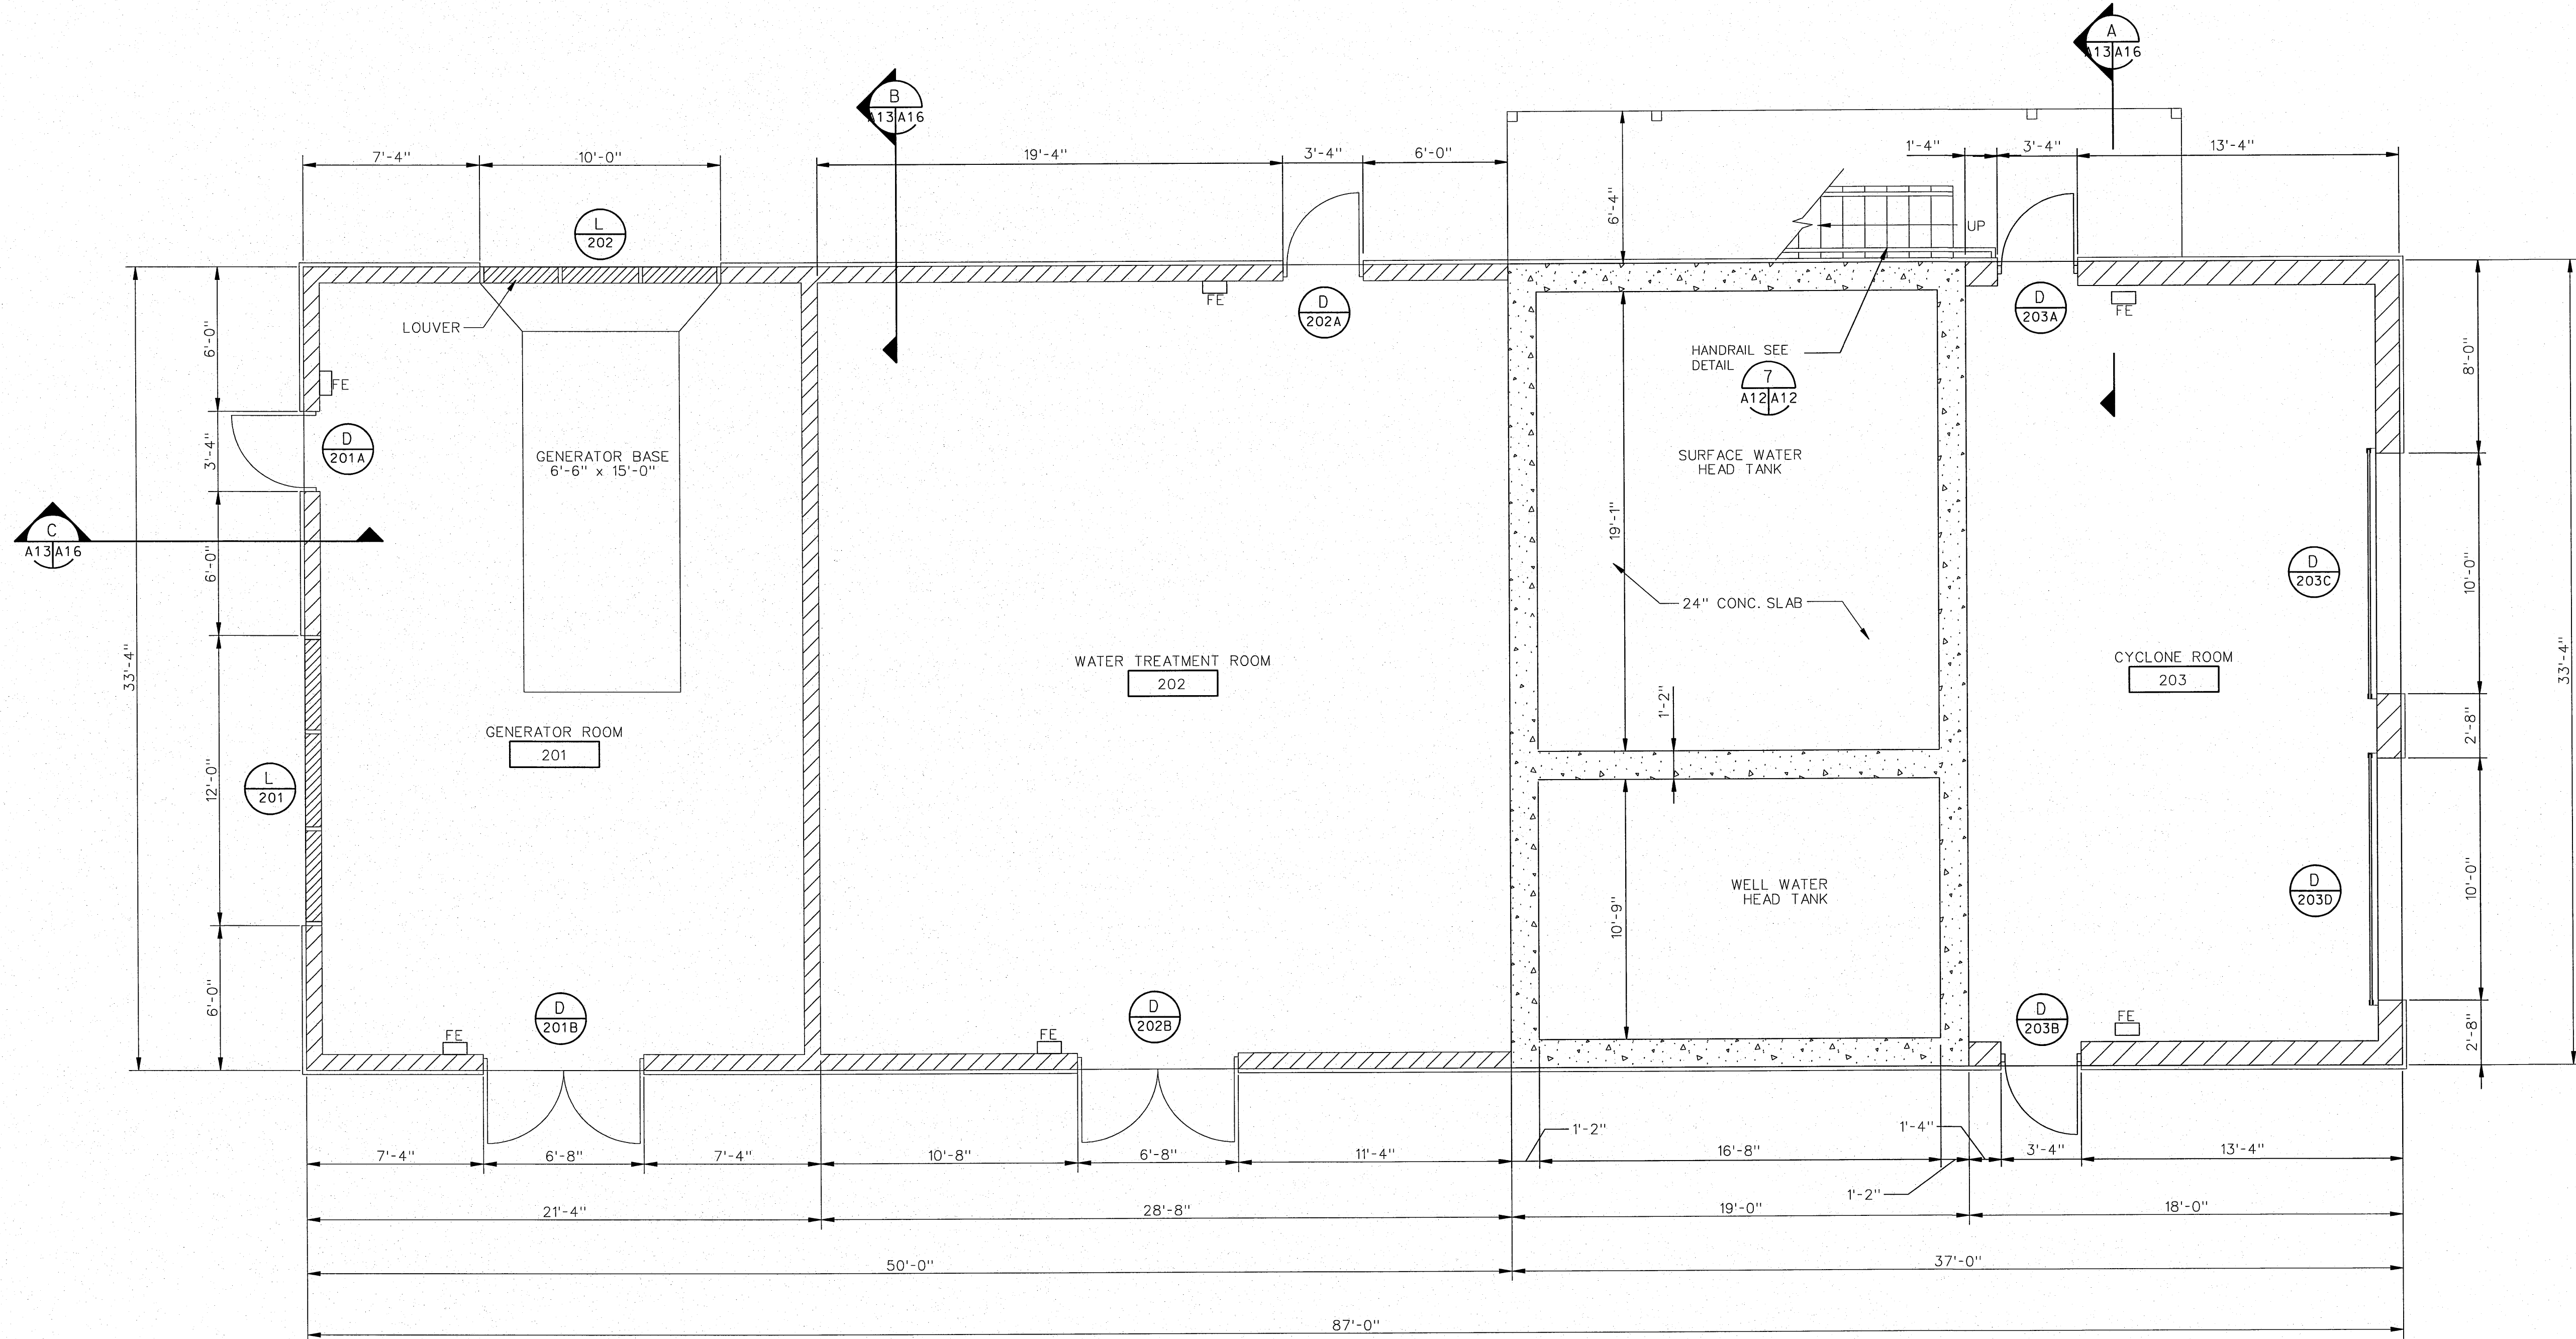 A
A13 A16
B
A13 A16
7'-4"
10'-0"
19'-4"
3'-4"
6'-0"
1'-4"
3'-4"
13'-4"
6'-4"
UP
L
202
LOUVER
FE
D
202A
D
203A
FE
HANDRAIL SEE
DETAIL
7
A12 A12
6'-0"
FE
8'-0"
3'-4"
D
201A
GENERATOR BASE
6'-6" x 15'-0"
SURFACE WATER
HEAD TANK
C
A13 A16
6'-0"
19'-1"
D
203C
10'-0"
24" CONC. SLAB
33'-4"
WATER TREATMENT ROOM
202
CYCLONE ROOM
203
33'-4"
1'-2"
2'-8"
GENERATOR ROOM
201
L
201
12'-0"
WELL WATER
HEAD TANK
10'-9"
D
203D
10'-0"
6'-0"
FE
D
201B
FE
D
202B
D
203B
FE
2'-8"
7'-4"
6'-8"
7'-4"
10'-8"
6'-8"
11'-4"
1'-2"
16'-8"
1'-4"
3'-4"
13'-4"
1'-2"
21'-4"
28'-8"
19'-0"
18'-0"
50'-0"
37'-0"
87'-0"